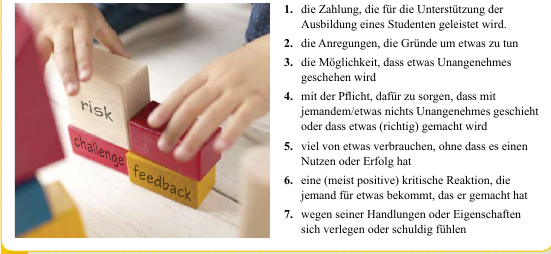 risk
challenge
feedback
1. die Zahlung, die für die Unterstützung der
Ausbildung eines Studenten geleistet wird.
2. die Anregungen, die Gründe um etwas zu tun
3. die Möglichkeit, dass etwas Unangenehmes
geschehen wird
4. mit der Pflicht, dafür zu sorgen, dass mit
jemandem/etwas nichts Unangenehmes geschieht
oder dass etwas (richtig) gemacht wird
5. viel von etwas verbrauchen, ohne dass es einen
Nutzen oder Erfolg hat
6. eine (meist positive) kritische Reaktion, die
jemand für etwas bekommt, das er gemacht hat
7. wegen seiner Handlungen oder Eigenschaften
sich verlegen oder schuldig fühlen